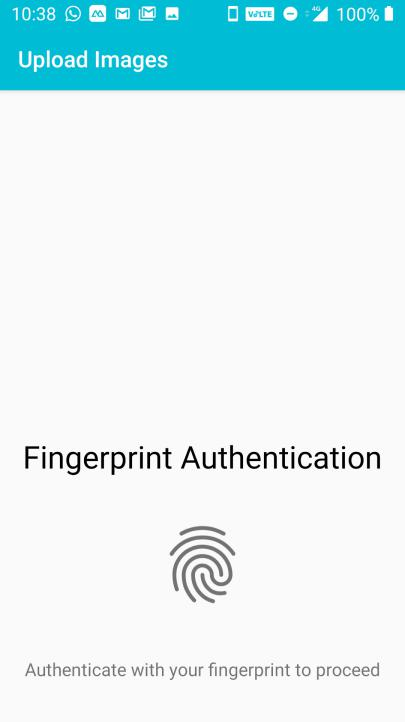 10:38 VoLTE 4G 100%
Upload Images
Fingerprint Authentication
Authenticate with your fingerprint to proceed